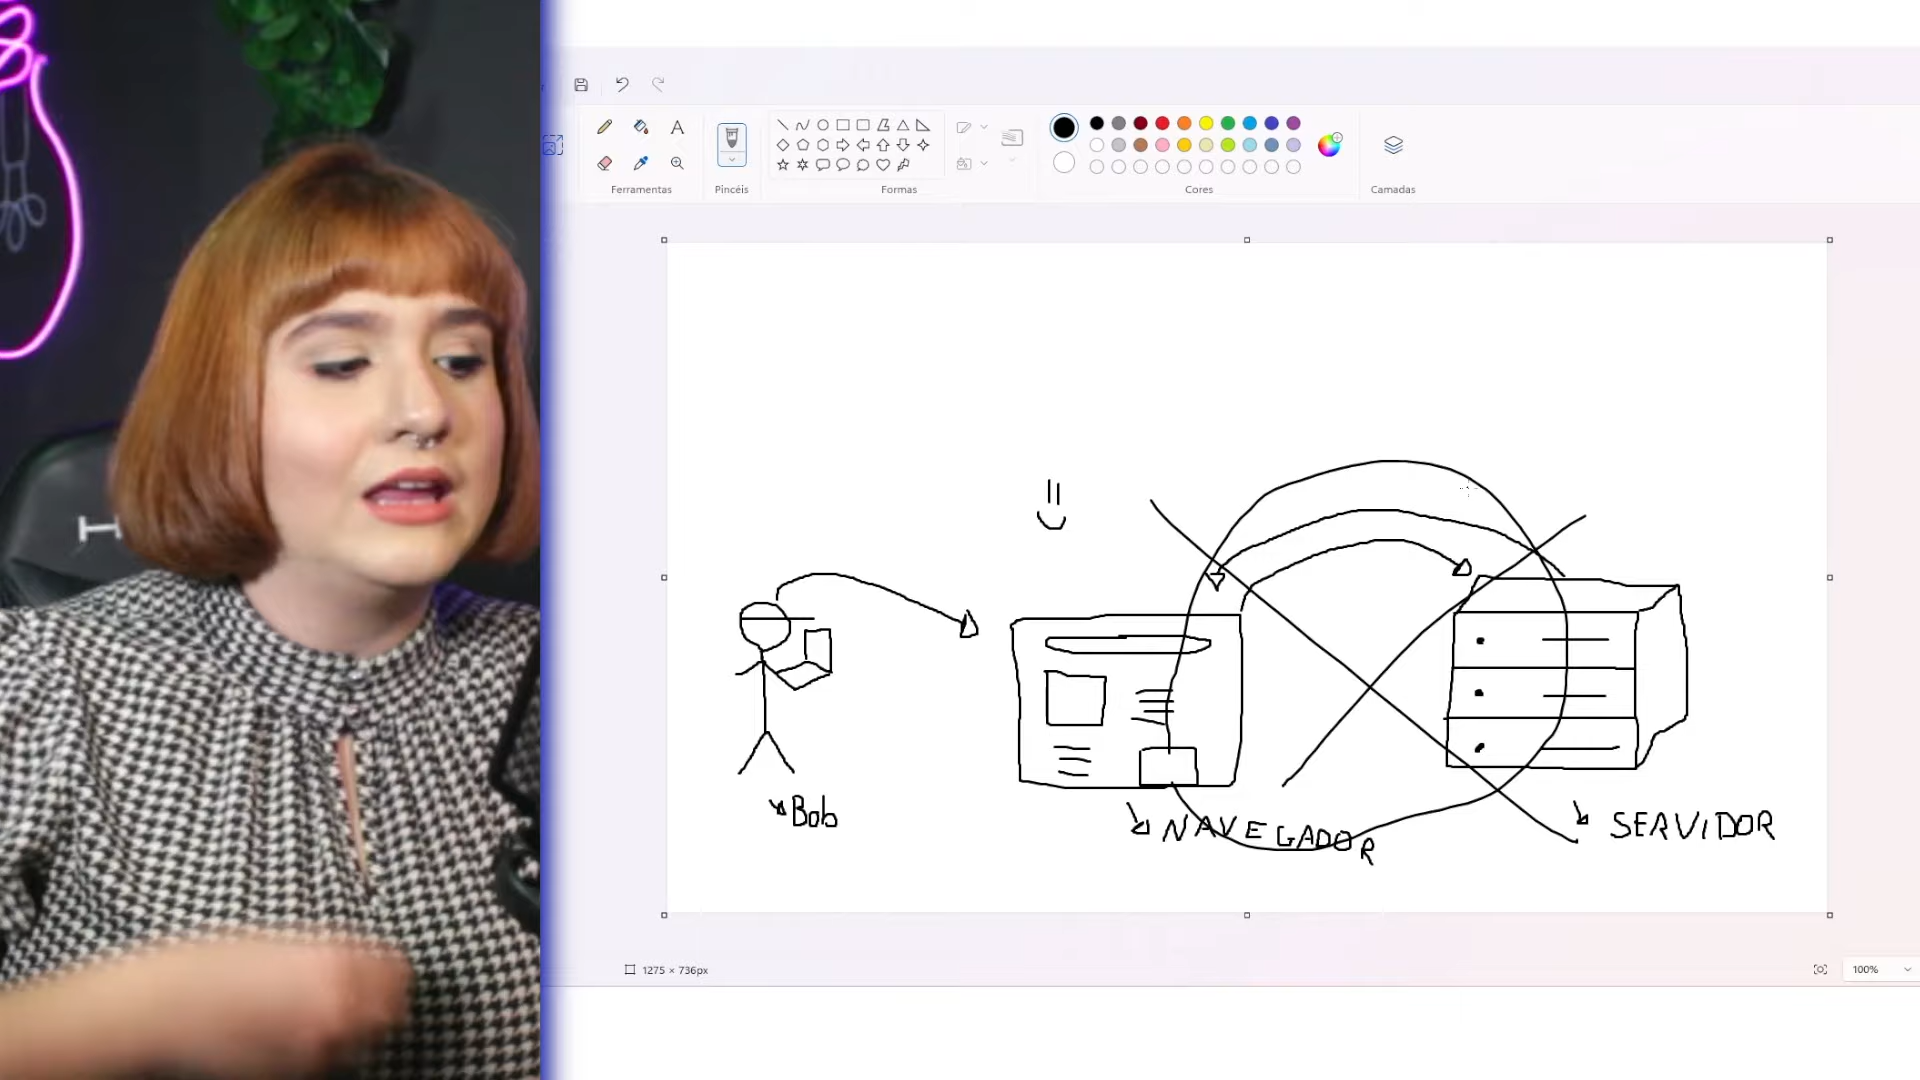 Ferramentas
Pincéis
Formas
Cores
Camadas
Bob
NAVEGADOR
SERVIDOR
1275 × 736px
100%